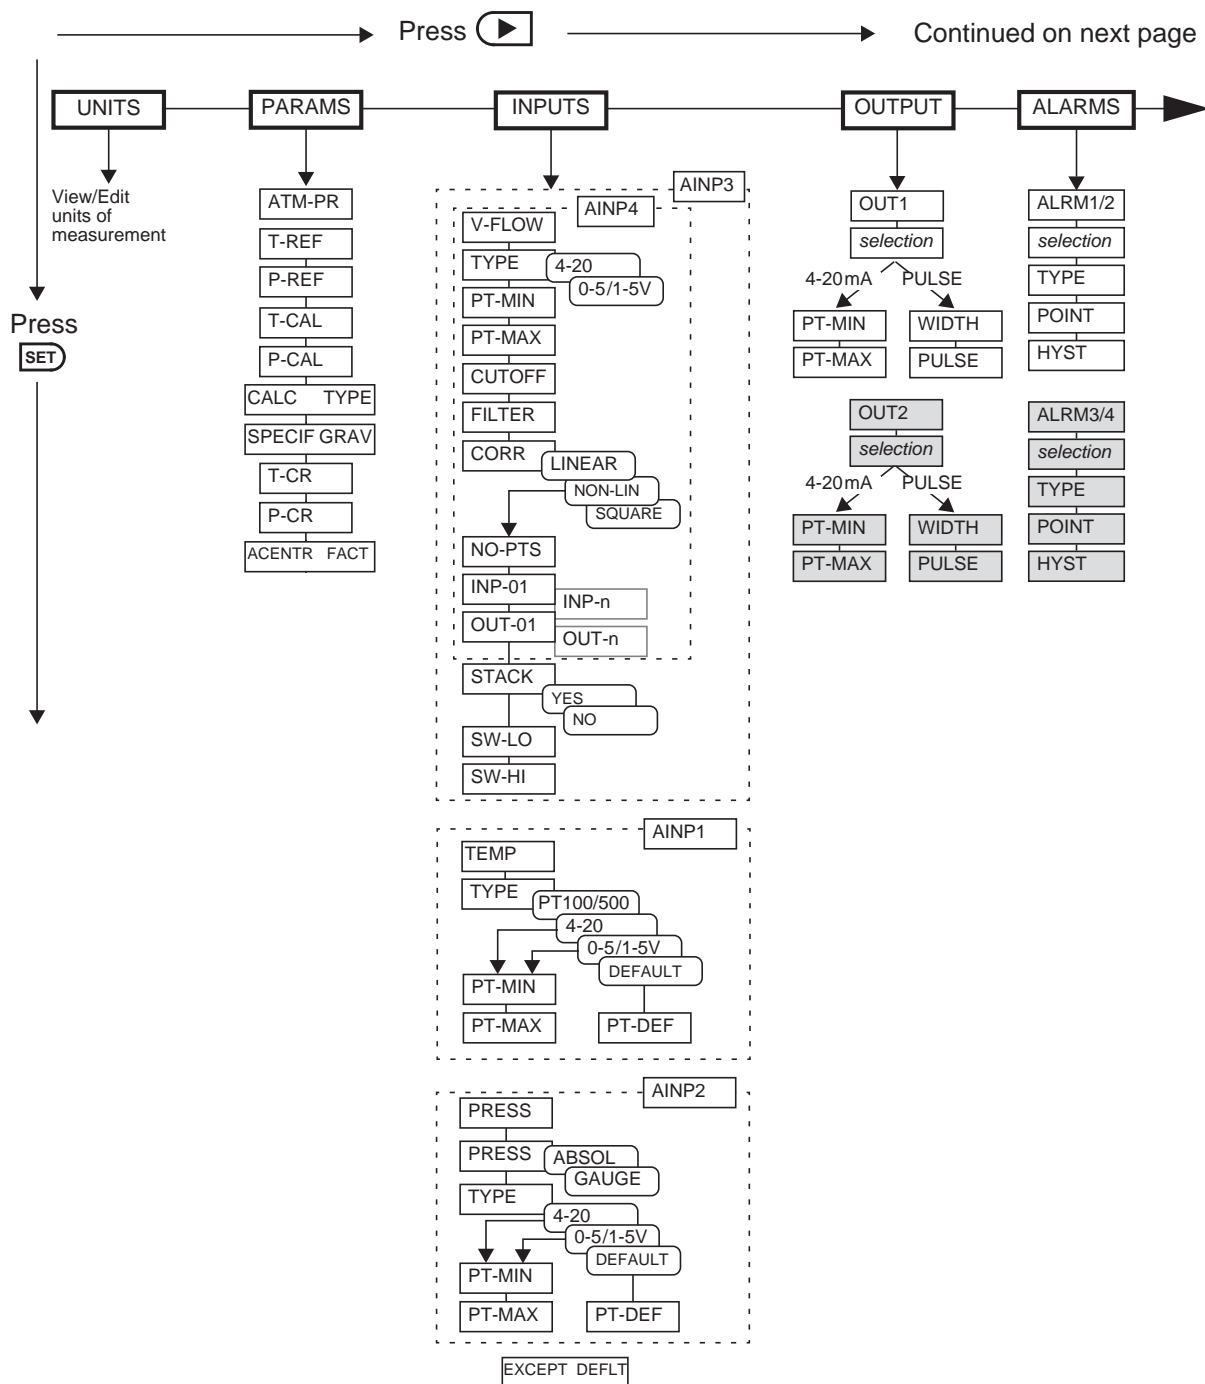 Press
Continued on next page
UNITS
PARAMS
INPUTS
OUTPUT
ALARMS
Press
SET
View/Edit
units of
measurement
ATM-PR
T-REF
P-REF
T-CAL
P-CAL
CALC TYPE
SPECIF GRAV
T-CR
P-CR
ACENTR FACT
AINP3
AINP4
V-FLOW
TYPE
4-20
0-5/1-5V
PT-MIN
PT-MAX
CUTOFF
FILTER
CORR
LINEAR
NON-LIN
SQUARE
NO-PTS
INP-01
INP-n
OUT-01
OUT-n
STACK
YES
NO
SW-LO
SW-HI
AINP1
TEMP
TYPE
PT100/500
4-20
0-5/1-5V
DEFAULT
PT-MIN
PT-MAX
PT-DEF
AINP2
PRESS
PRESS
ABSOL
GAUGE
TYPE
4-20
0-5/1-5V
DEFAULT
PT-MIN
PT-MAX
PT-DEF
EXCEPT DEFLT
OUT1
selection
4-20mA PULSE
PT-MIN WIDTH
PT-MAX PULSE
OUT2
selection
4-20mA PULSE
PT-MIN WIDTH
PT-MAX PULSE
ALRM1/2
selection
TYPE
POINT
HYST
ALRM3/4
selection
TYPE
POINT
HYST